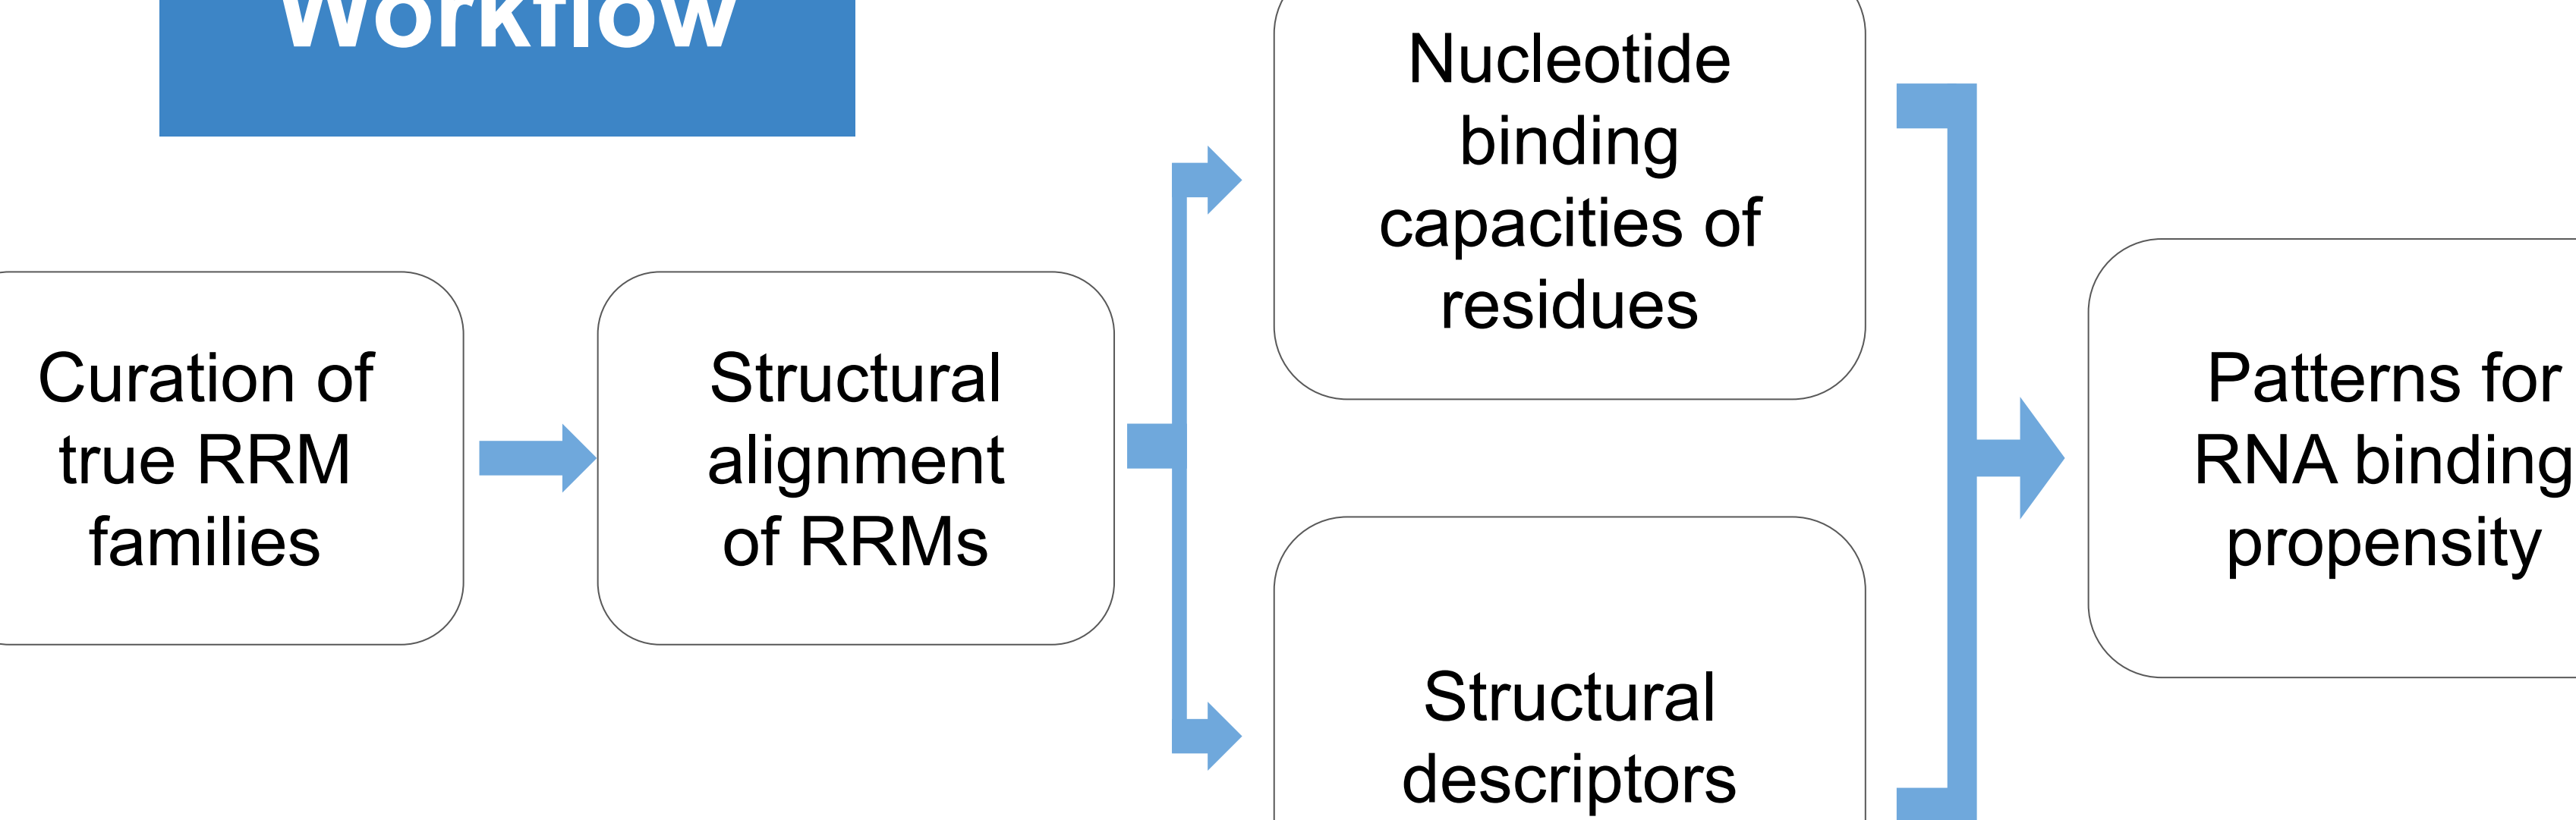 Workflow
Curation of
true RRM
families
Structural
alignment
of RRMs
Nucleotide
binding
capacities of
residues
Structural
descriptors
Patterns for
RNA binding
propensity